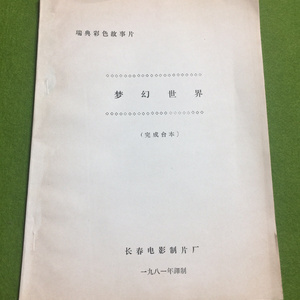 瑞典彩色故事片
梦幻世界
(完成台本)
长春电影制片厂
一九八一年译制